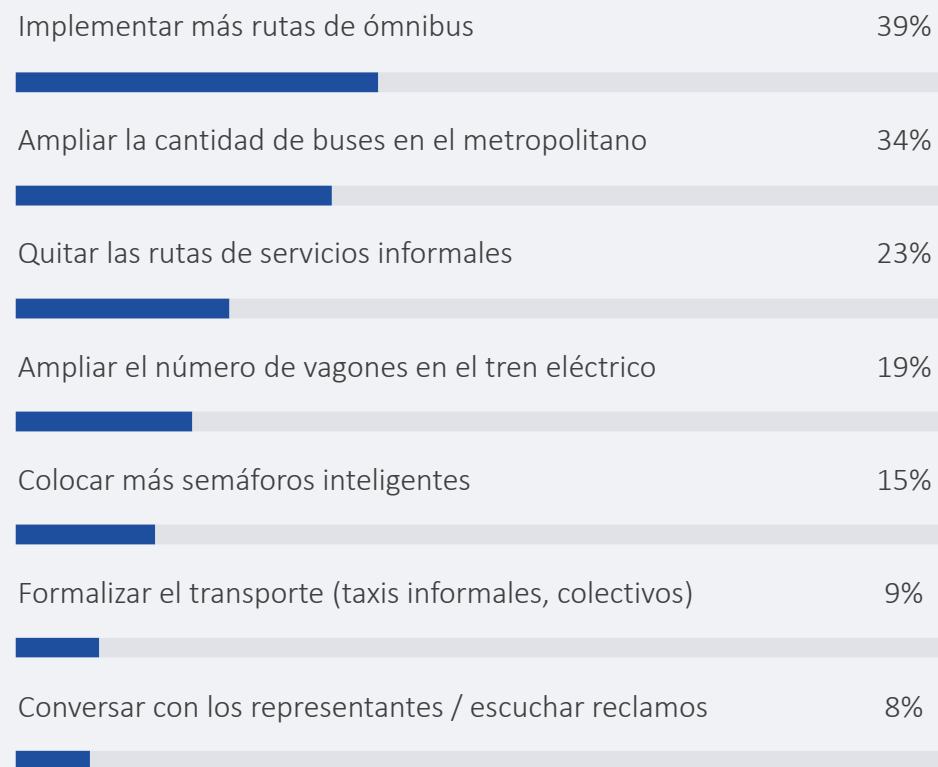 Implementar más rutas de ómnibus 39%
Ampliar la cantidad de buses en el metropolitano 34%
Quitar las rutas de servicios informales 23%
Ampliar el número de vagones en el tren eléctrico 19%
Colocar más semáforos inteligentes 15%
Formalizar el transporte (taxis informales, colectivos) 9%
Conversar con los representantes / escuchar reclamos 8%